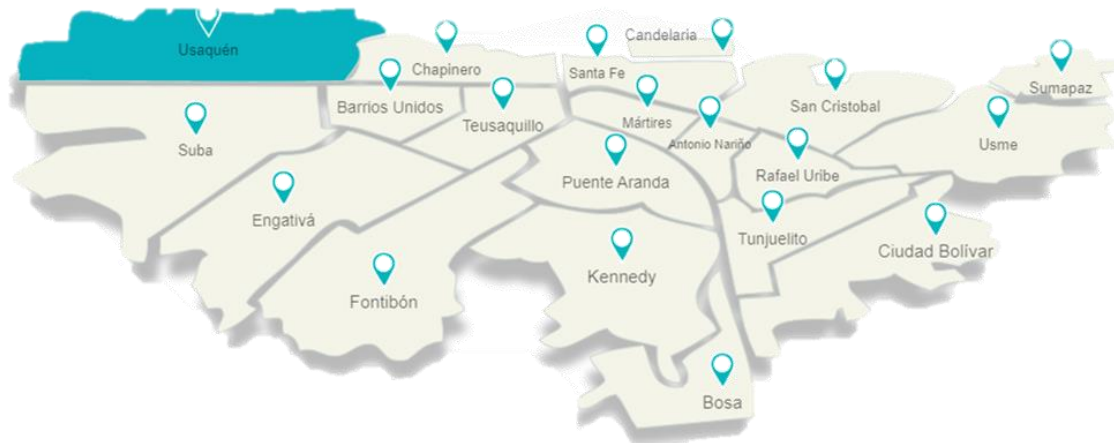 Usaquén
Candelaria
Chapinero
Santa Fe
Sumapaz
Barrios Unidos
San Cristobal
Teusaquillo
Mártires
Antonio Nariño
Usme
Suba
Puente Aranda
Rafael Uribe
Engativá
Tunjuelito
Ciudad Bolívar
Kennedy
Fontibón
Bosa